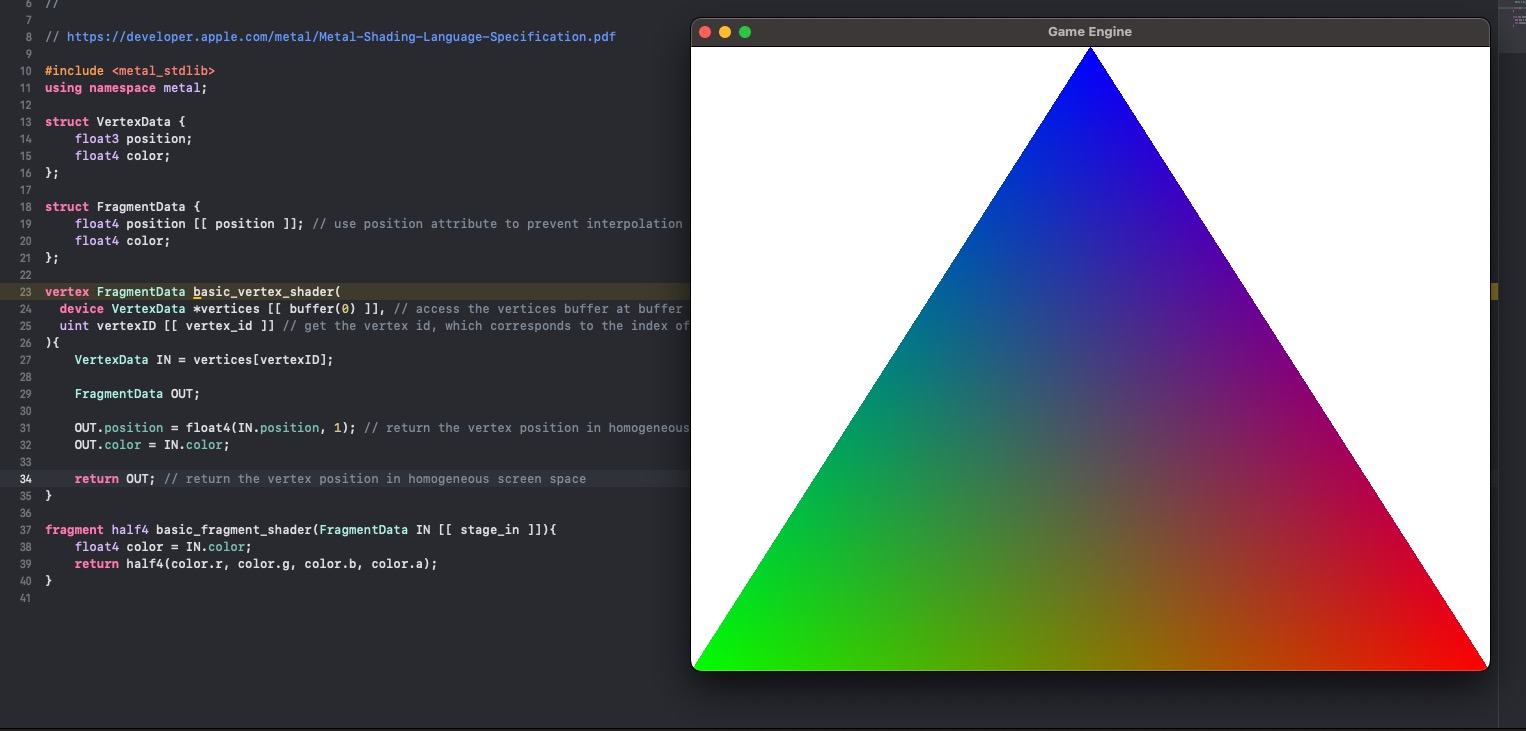 6 //
7
8 // https://developer.apple.com/metal/Metal-Shading-Language-Specification.pdf
9
10 #include <metal_stdlib>
11 using namespace metal;
12
13 struct VertexData {
14     float3 position;
15     float4 color;
16 };
17
18 struct FragmentData {
19     float4 position [[ position ]]; // use position attribute to prevent interpolation
20     float4 color;
21 };
22
23 vertex FragmentData basic_vertex_shader(
24   device VertexData *vertices [[ buffer(0) ]], // access the vertices buffer at buffer
25   uint vertexID [[ vertex_id ]] // get the vertex id, which corresponds to the index of
26 ){
27     VertexData IN = vertices[vertexID];
28
29     FragmentData OUT;
30
31     OUT.position = float4(IN.position, 1); // return the vertex position in homogeneous
32     OUT.color = IN.color;
33
34     return OUT; // return the vertex position in homogeneous screen space
35 }
36
37 fragment half4 basic_fragment_shader(FragmentData IN [[ stage_in ]]){
38     float4 color = IN.color;
39     return half4(color.r, color.g, color.b, color.a);
40 }
41
Game Engine